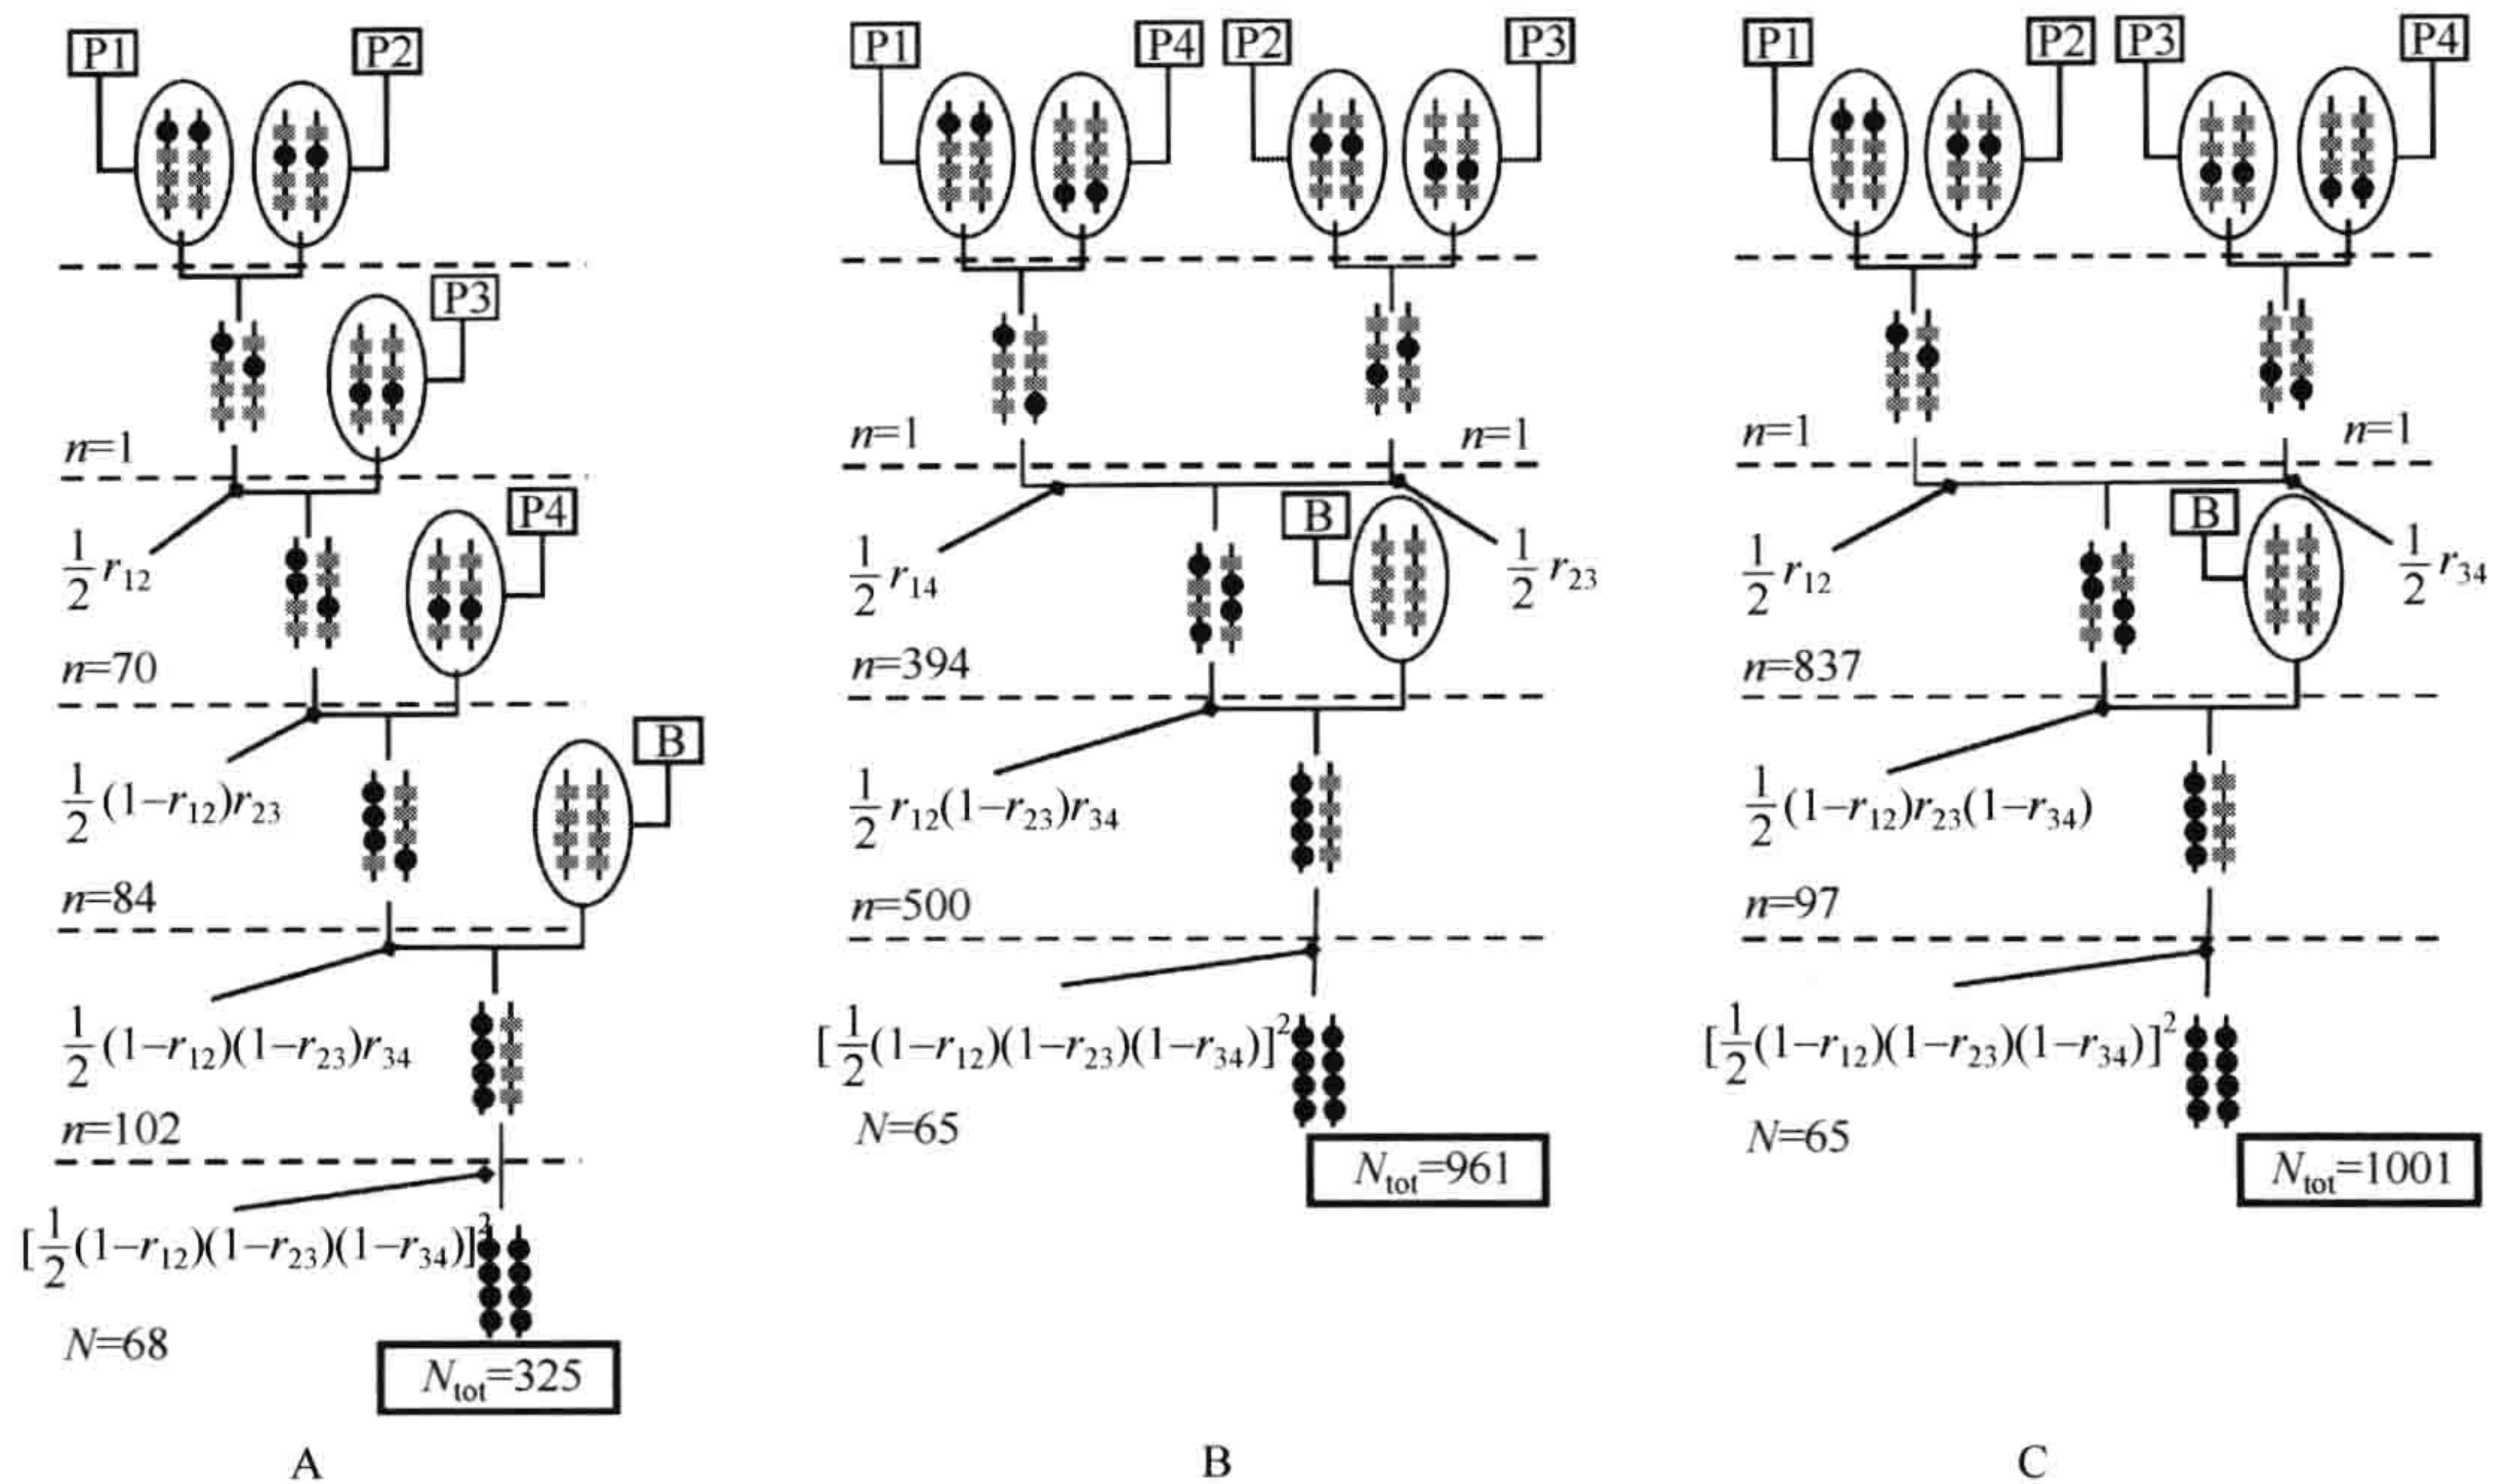 P1 P2
P3
n=1
P4
1/2 r12
n=70
B
1/2 (1–r12)r23
n=84
1/2 (1–r12)(1–r23)r34
n=102
[1/2(1–r12)(1–r23)(1–r34)]²
N=68
Ntot=325
A
P1 P4 P2 P3
n=1 n=1
B
1/2 r14 1/2 r23
n=394
1/2 r12(1–r23)r34
n=500
[1/2(1–r12)(1–r23)(1–r34)]²
N=65
Ntot=961
B
P1 P2 P3 P4
n=1 n=1
B
1/2 r12 1/2 r34
n=837
1/2 (1–r12)r23(1–r34)
n=97
[1/2(1–r12)(1–r23)(1–r34)]²
N=65
Ntot=1001
C